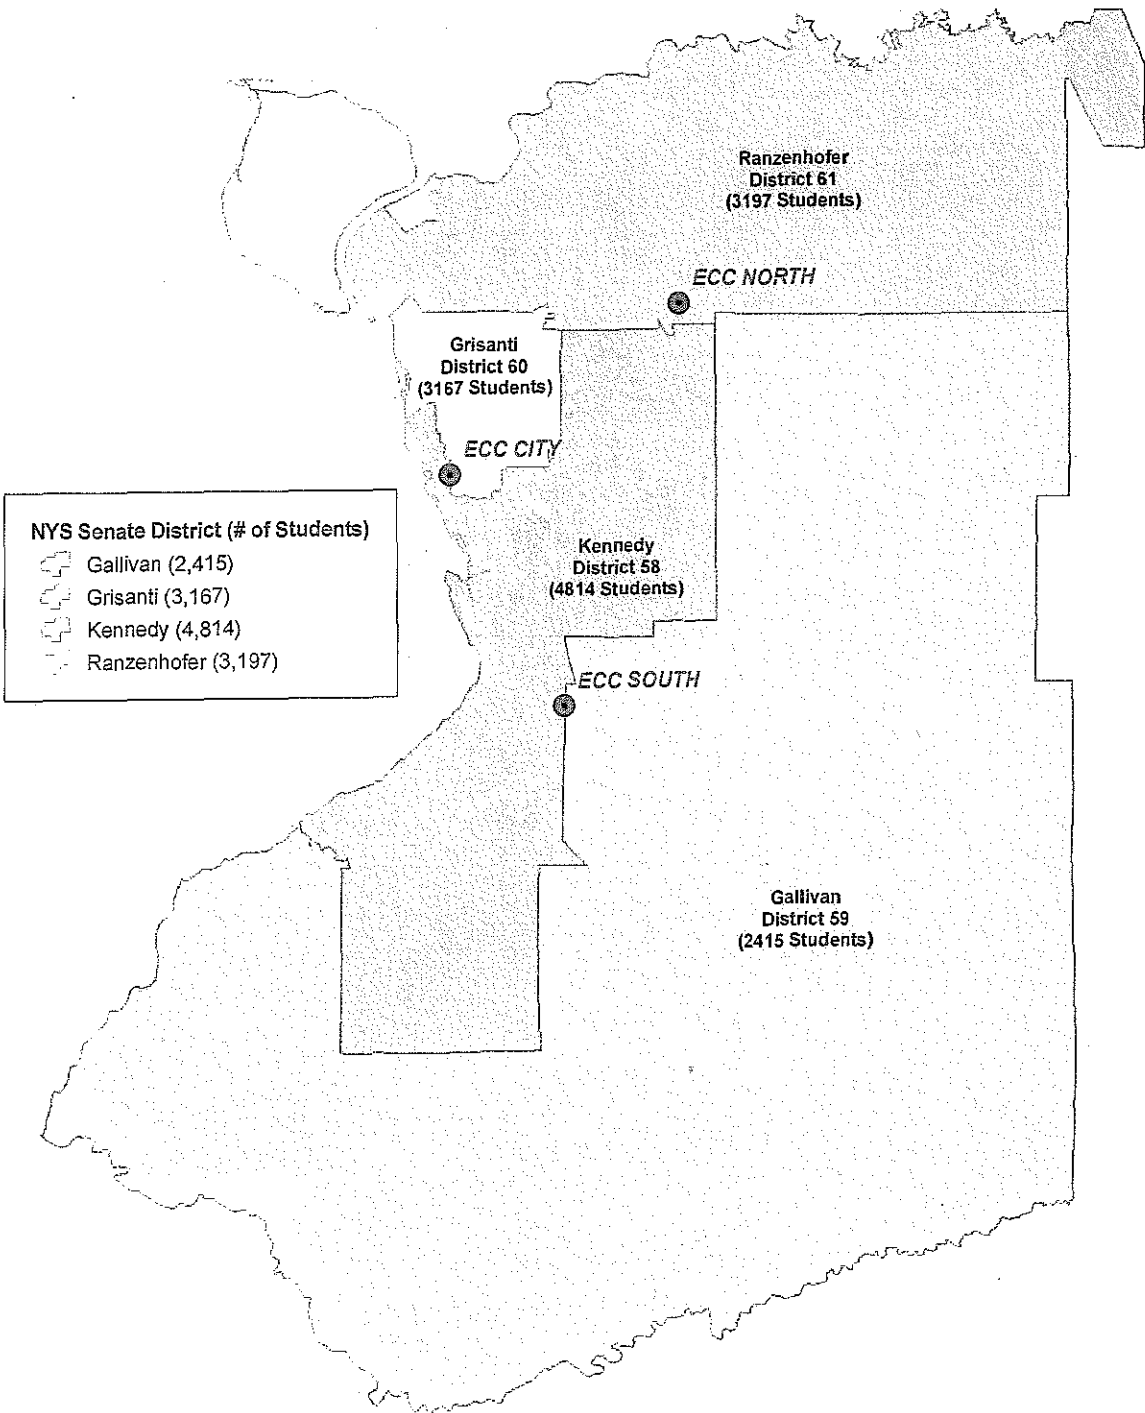 Ranzenhofer
District 61
(3197 Students)
ECC NORTH
Grisanti
District 60
(3167 Students)
ECC CITY
NYS Senate District (# of Students)
Gallivan (2,415)
Grisanti (3,167)
Kennedy (4,814)
Ranzenhofer (3,197)
Kennedy
District 58
(4814 Students)
ECC SOUTH
Gallivan
District 59
(2415 Students)